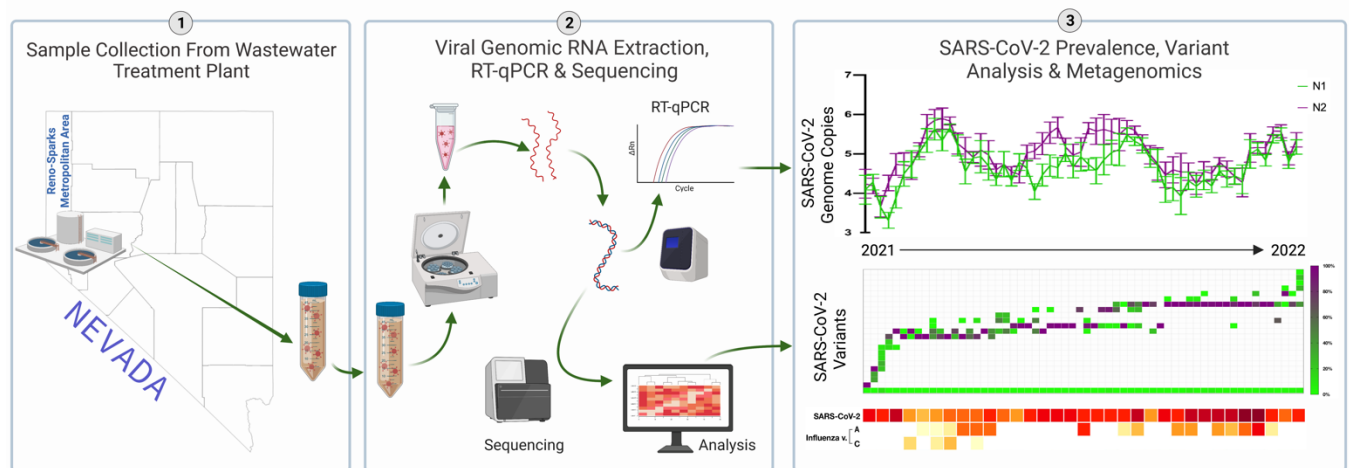 1
Sample Collection From Wastewater
Treatment Plant
Reno-Sparks
Metropolitan Area
NEVADA
2
Viral Genomic RNA Extraction,
RT-qPCR & Sequencing
RT-qPCR
ΔRn
Cycle
Sequencing
Analysis
3
SARS-CoV-2 Prevalence, Variant
Analysis & Metagenomics
SARS-CoV-2
Genome Copies
7
6
5
4
3
N1
N2
2021
2022
SARS-CoV-2
Variants
100%
80%
60%
40%
20%
0%
SARS-CoV-2
Influenza v.
A
C